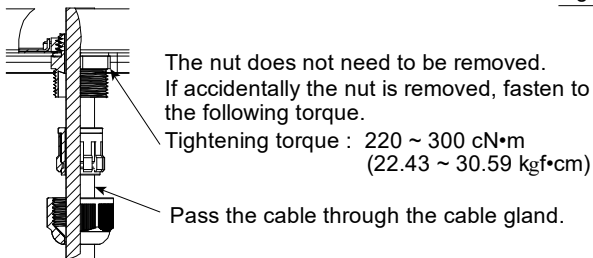 The nut does not need to be removed.
If accidentally the nut is removed, fasten to
the following torque.
Tightening torque : 220 ~ 300 cN•m
(22.43 ~ 30.59 kgf•cm)
Pass the cable through the cable gland.